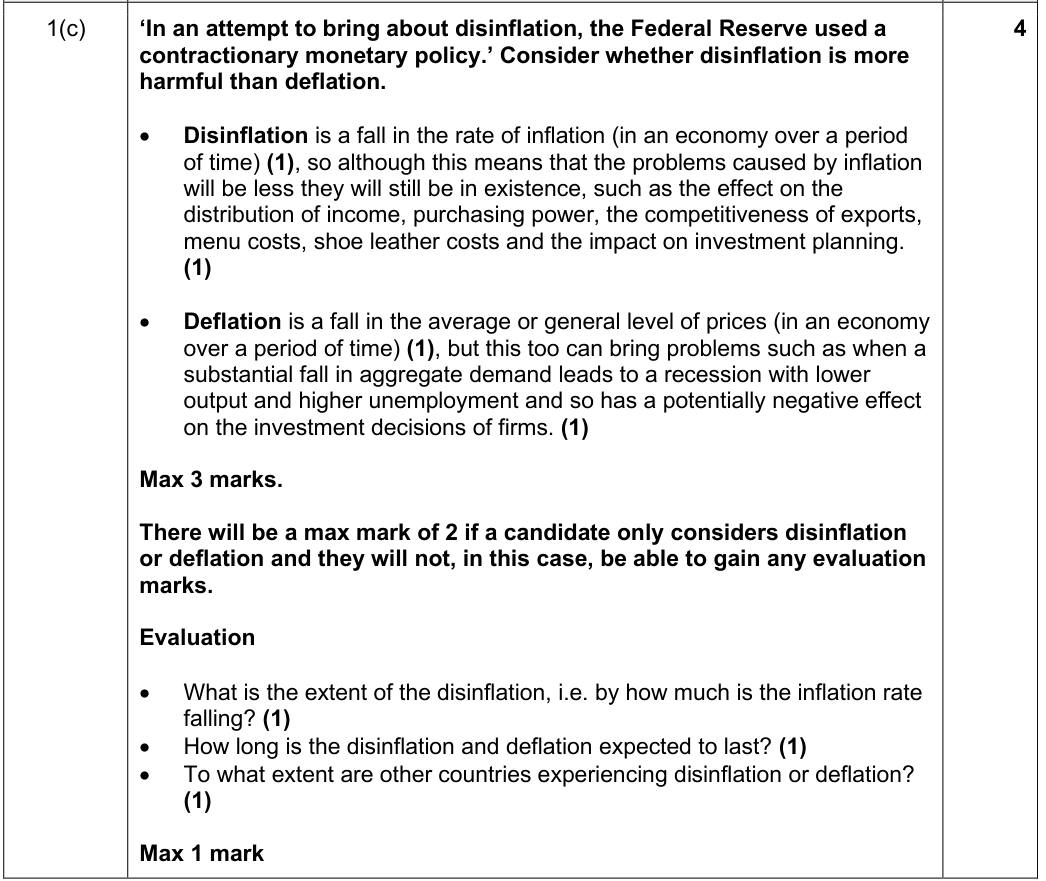 1(c)
‘In an attempt to bring about disinflation, the Federal Reserve used a
contractionary monetary policy.’ Consider whether disinflation is more
harmful than deflation.
4
• Disinflation is a fall in the rate of inflation (in an economy over a period
of time) (1), so although this means that the problems caused by inflation
will be less they will still be in existence, such as the effect on the
distribution of income, purchasing power, the competitiveness of exports,
menu costs, shoe leather costs and the impact on investment planning.
(1)
• Deflation is a fall in the average or general level of prices (in an economy
over a period of time) (1), but this too can bring problems such as when a
substantial fall in aggregate demand leads to a recession with lower
output and higher unemployment and so has a potentially negative effect
on the investment decisions of firms. (1)
Max 3 marks.
There will be a max mark of 2 if a candidate only considers disinflation
or deflation and they will not, in this case, be able to gain any evaluation
marks.
Evaluation
• What is the extent of the disinflation, i.e. by how much is the inflation rate
falling? (1)
• How long is the disinflation and deflation expected to last? (1)
• To what extent are other countries experiencing disinflation or deflation?
(1)
Max 1 mark